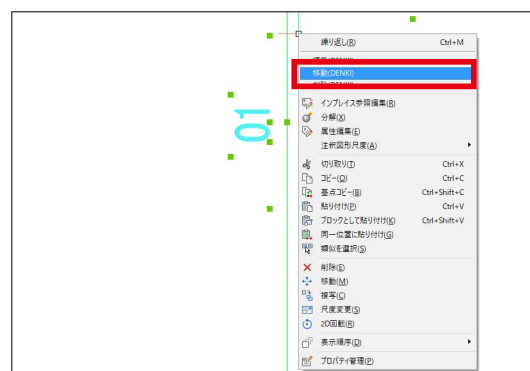 繰り返し(R) Ctrl+M
移動(DENKI)
インプレイス参照編集(R)
分解(X)
属性編集(E)
注釈図形尺度(A)
01
切り取り(T) Ctrl+X
コピー(O) Ctrl+C
基点コピー(B) Ctrl+Shift+C
貼り付け(P) Ctrl+V
ブロックとして貼り付け(K) Ctrl+Shift+V
同一位置に貼り付け(G)
類似を選択(S)
削除(E)
移動(M)
複写(C)
尺度変更(S)
2D回転(R)
表示順序(D)
プロパティ管理(P)